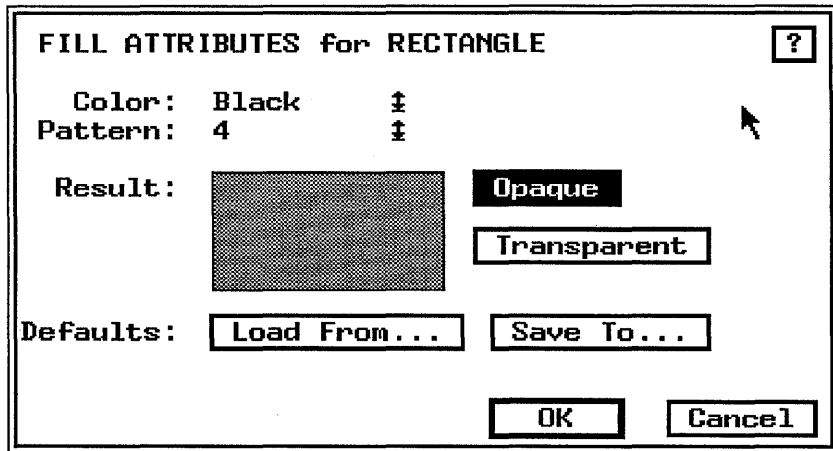 FILL ATTRIBUTES for RECTANGLE ?
Color: Black
Pattern: 4
Result: Opaque
Transparent
Defaults: Load From... Save To...
OK Cancel